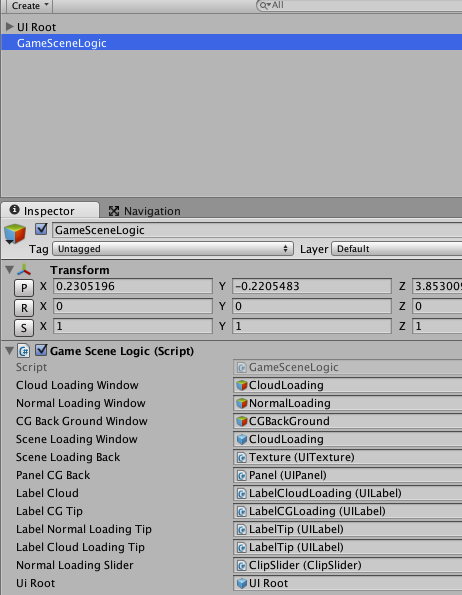 Create All
UI Root
GameSceneLogic
Inspector Navigation
GameSceneLogic
Tag Untagged Layer Default
Transform
P X 0.2305196 Y -0.2205483 Z 3.853009
R X 0 Y 0 Z 0
S X 1 Y 1 Z 1
Game Scene Logic (Script)
Script GameSceneLogic
Cloud Loading Window CloudLoading
Normal Loading Window NormalLoading
CG Back Ground Window CGBackGround
Scene Loading Window CloudLoading
Scene Loading Back Texture (UITexture)
Panel CG Back Panel (UIPanel)
Label Cloud LabelCloudLoading (UILabel)
Label CG Tip LabelCGLoading (UILabel)
Label Normal Loading Tip LabelTip (UILabel)
Label Cloud Loading Tip LabelTip (UILabel)
Normal Loading Slider ClipSlider (ClipSlider)
Ui Root UI Root